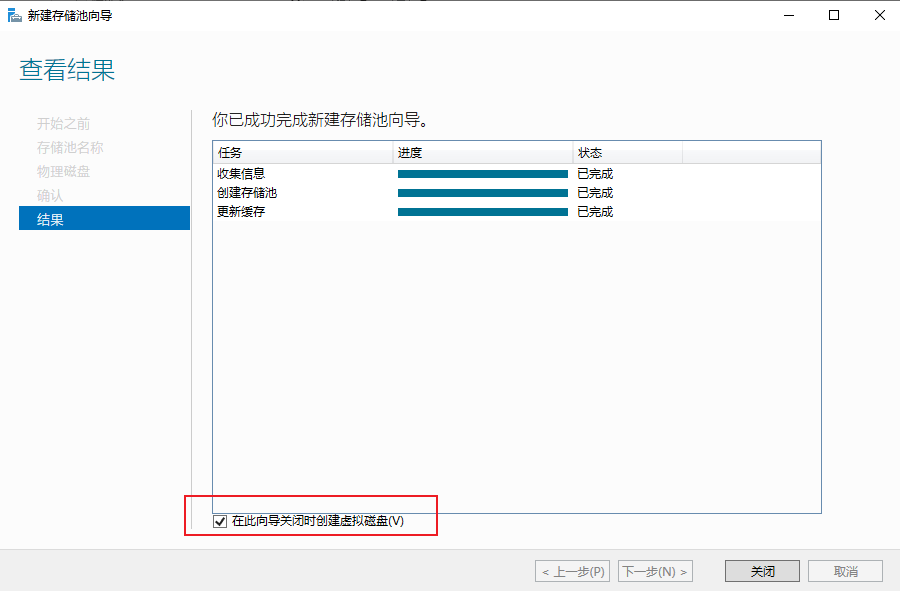 新建存储池向导
查看结果
开始之前
存储池名称
物理磁盘
确认
结果
你已成功完成新建存储池向导。
任务 进度 状态
收集信息 已完成
创建存储池 已完成
更新缓存 已完成
在此向导关闭时创建虚拟磁盘(V)
< 上一步(P) 下一步(N) > 关闭 取消